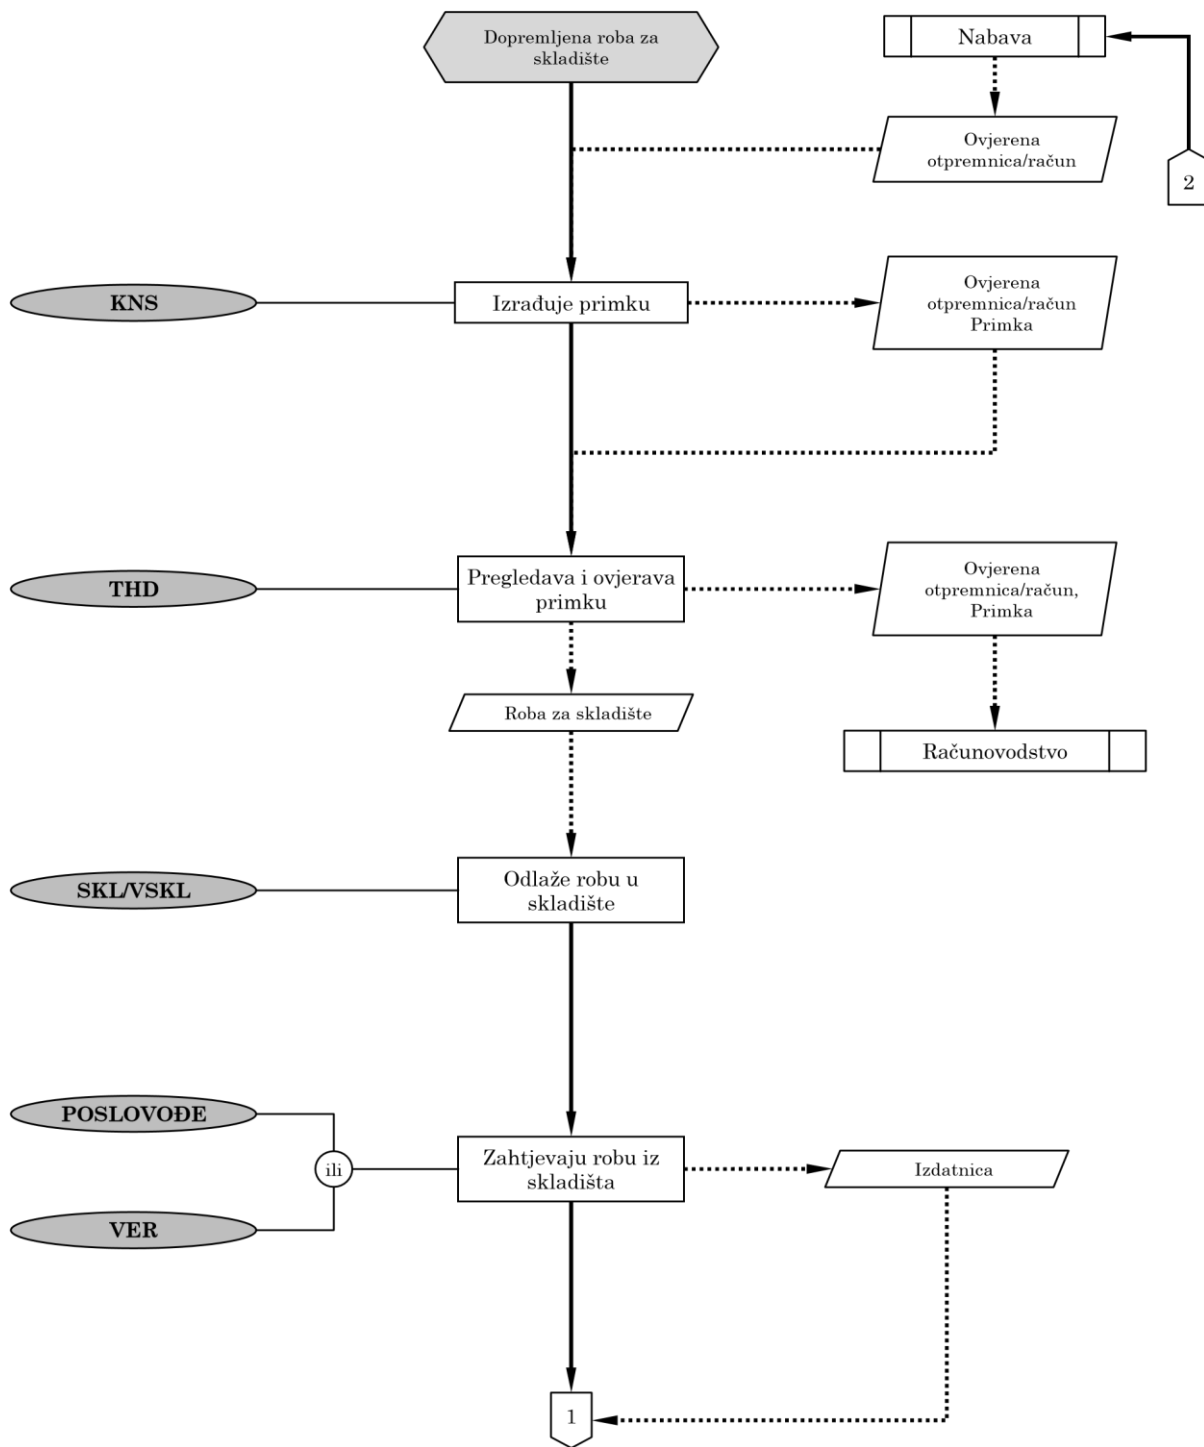 Dopremljena roba za
skladište
Nabava
Ovjerena
otpremnica/račun
2
KNS
Izrađuje primku
Ovjerena
otpremnica/račun
Primka
THD
Pregledava i ovjerava
primku
Ovjerena
otpremnica/račun,
Primka
Roba za skladište
Računovodstvo
SKL/VSKL
Odlaže robu u
skladište
POSLOVOĐE
ili
VER
Zahtjevaju robu iz
skladišta
Izdatnica
1